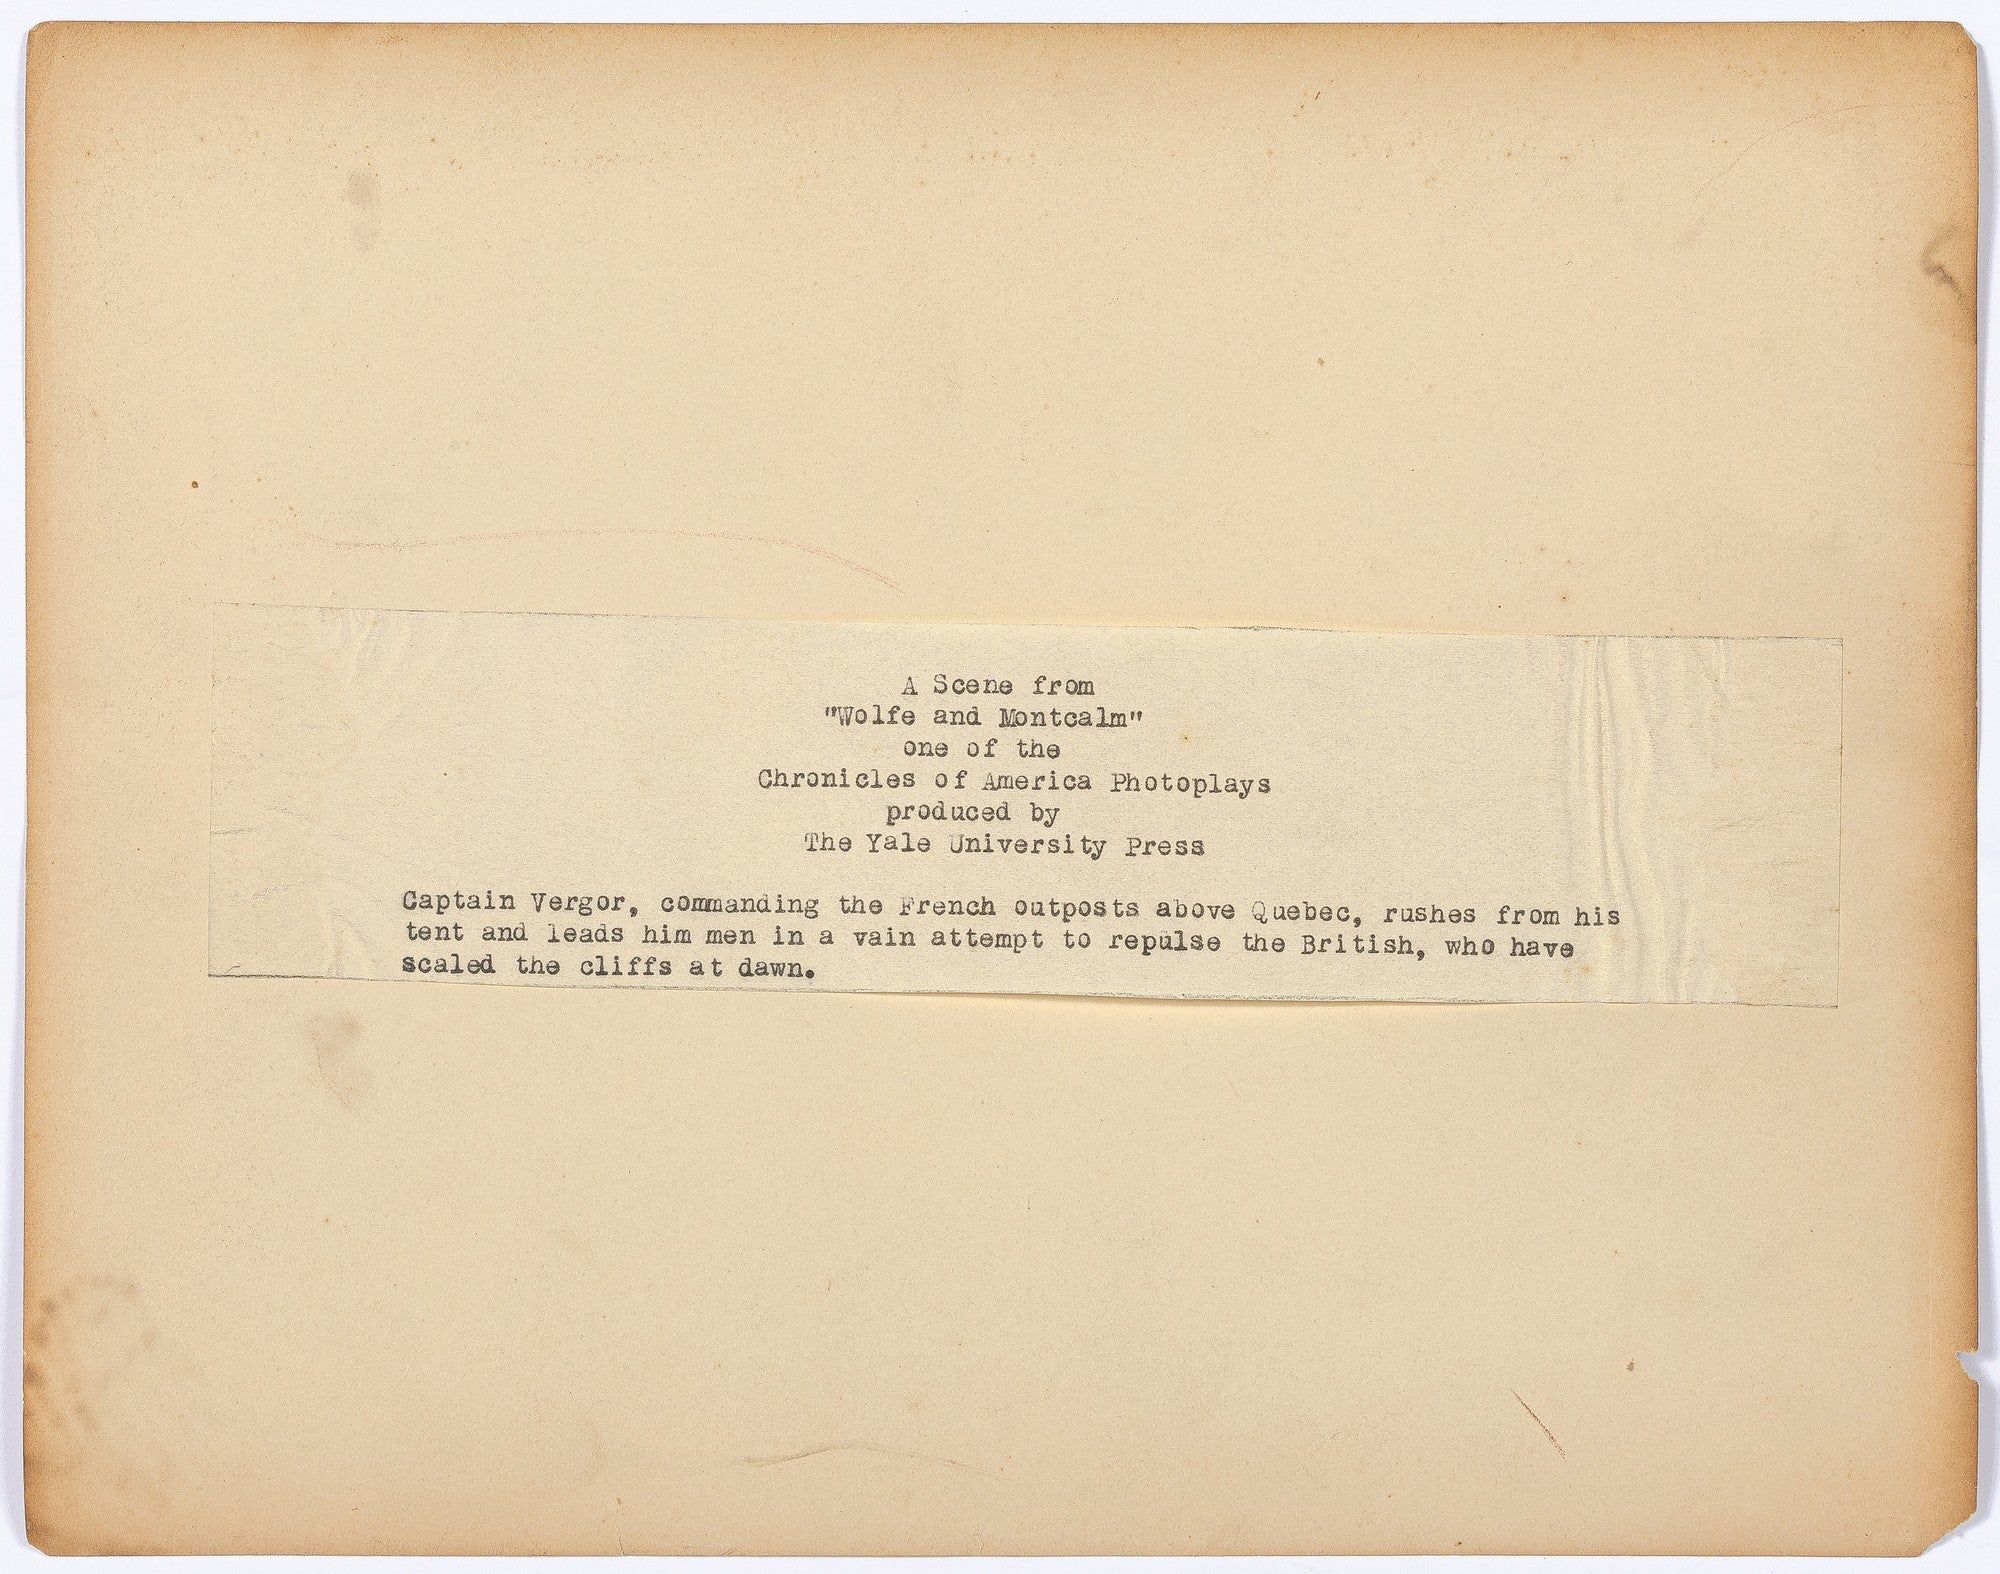 A Scene from
"Wolfe and Montcalm"
one of the
Chronicles of America Photoplays
produced by
The Yale University Press
Captain Vergor, commanding the French outposts above Quebec, rushes from his
tent and leads him men in a vain attempt to repulse the British, who have
scaled the cliffs at dawn.